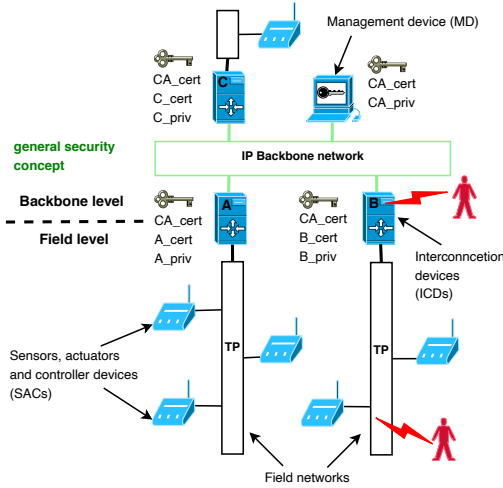 Management device (MD)
CA_cert
C_cert
C_priv
C
CA_cert
CA_priv
general security
concept
IP Backbone network
Backbone level
Field level
CA_cert
A_cert
A_priv
A
CA_cert
B_cert
B_priv
B
Interconncetion
devices
(ICDs)
TP
TP
Sensors, actuators
and controller devices
(SACs)
Field networks